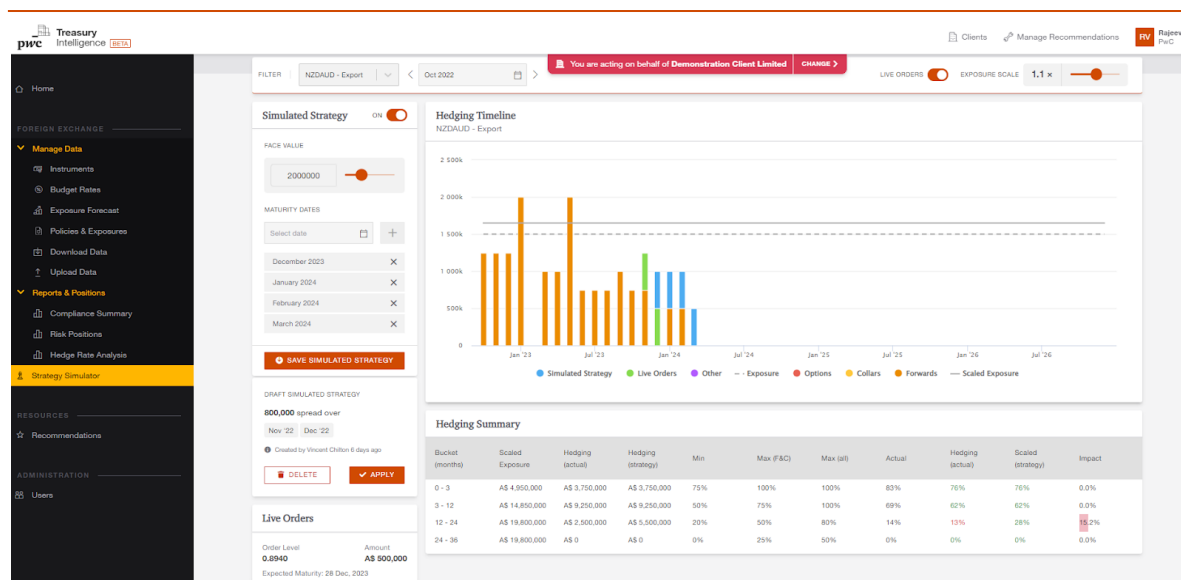 pwc
Treasury
Intelligence BETA
Clients
Manage Recommendations
RV
Rajeev
PwC
Home
FOREIGN EXCHANGE
Manage Data
Instruments
Budget Rates
Exposure Forecast
Policies & Exposures
Download Data
Upload Data
Reports & Positions
Compliance Summary
Risk Positions
Hedge Rate Analysis
Strategy Simulator
RESOURCES
Recommendations
ADMINISTRATION
Users
FILTER
NZDAUD - Export
Oct 2022
You are acting on behalf of Demonstration Client Limited
CHANGE
LIVE ORDERS
EXPOSURE SCALE
1.1 ×
Simulated Strategy
ON
FACE VALUE
2000000
MATURITY DATES
Select date
December 2023
January 2024
February 2024
March 2024
SAVE SIMULATED STRATEGY
DRAFT SIMULATED STRATEGY
800,000 spread over
Nov '22 Dec '22
Created by Vincent Chilton 6 days ago
DELETE
APPLY
Live Orders
Order Level Amount
0.8940 A$ 500,000
Expected Maturity: 28 Dec, 2023
Hedging Timeline
NZDAUD - Export
2 500k
2 000k
1 500k
1 000k
500k
0
Jan '23 Jul '23 Jan '24 Jul '24 Jan '25 Jul '25 Jan '26 Jul '26
Simulated Strategy Live Orders Other Exposure Options Collars Forwards Scaled Exposure
Hedging Summary
Bucket (months) Scaled Exposure Hedging (actual) Hedging (strategy) Min Max (F&C) Max (all) Actual Hedging (actual) Scaled (strategy) Impact
0 - 3 A$ 4,950,000 A$ 3,750,000 A$ 3,750,000 75% 100% 100% 83% 76% 76% 0.0%
3 - 12 A$ 14,850,000 A$ 9,250,000 A$ 9,250,000 50% 75% 100% 69% 62% 62% 0.0%
12 - 24 A$ 19,800,000 A$ 2,500,000 A$ 5,500,000 20% 50% 80% 14% 13% 28% 15.2%
24 - 36 A$ 19,800,000 A$ 0 A$ 0 0% 25% 50% 0% 0% 0% 0.0%